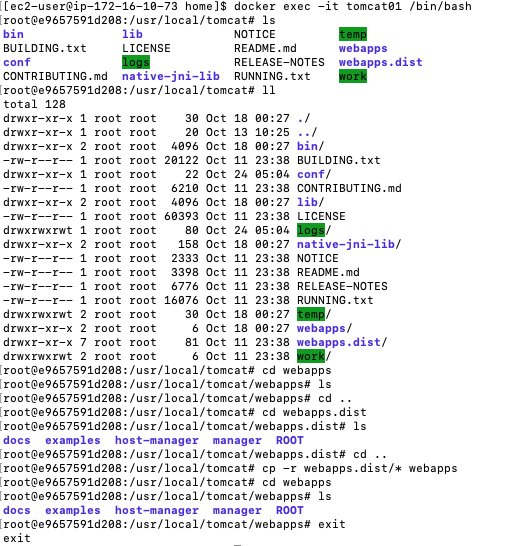 [[ec2-user@ip-172-16-10-73 home]$ docker exec -it tomcat01 /bin/bash
root@e9657591d208:/usr/local/tomcat# ls
bin lib NOTICE temp
BUILDING.txt LICENSE README.md webapps
conf logs RELEASE-NOTES webapps.dist
CONTRIBUTING.md native-jni-lib RUNNING.txt work
[root@e9657591d208:/usr/local/tomcat# ll
total 128
drwxr-xr-x 1 root root 30 Oct 18 00:27 ./
drwxr-xr-x 1 root root 20 Oct 13 10:25 ../
drwxr-xr-x 2 root root 4096 Oct 18 00:27 bin/
-rw-r--r-- 1 root root 20122 Oct 11 23:38 BUILDING.txt
drwxr-xr-x 1 root root 22 Oct 24 05:04 conf/
-rw-r--r-- 1 root root 6210 Oct 11 23:38 CONTRIBUTING.md
drwxr-xr-x 2 root root 4096 Oct 18 00:27 lib/
-rw-r--r-- 1 root root 60393 Oct 11 23:38 LICENSE
drwxrwxrwt 1 root root 80 Oct 24 05:04 logs/
drwxr-xr-x 2 root root 158 Oct 18 00:27 native-jni-lib/
-rw-r--r-- 1 root root 2333 Oct 11 23:38 NOTICE
-rw-r--r-- 1 root root 3398 Oct 11 23:38 README.md
-rw-r--r-- 1 root root 6776 Oct 11 23:38 RELEASE-NOTES
-rw-r--r-- 1 root root 16076 Oct 11 23:38 RUNNING.txt
drwxrwxrwt 2 root root 30 Oct 18 00:27 temp/
drwxr-xr-x 2 root root 6 Oct 18 00:27 webapps/
drwxr-xr-x 7 root root 81 Oct 11 23:38 webapps.dist/
drwxrwxrwt 2 root root 6 Oct 11 23:38 work/
[root@e9657591d208:/usr/local/tomcat# cd webapps
[root@e9657591d208:/usr/local/tomcat/webapps# ls
[root@e9657591d208:/usr/local/tomcat/webapps# cd ..
[root@e9657591d208:/usr/local/tomcat# cd webapps.dist
[root@e9657591d208:/usr/local/tomcat/webapps.dist# ls
docs examples host-manager manager ROOT
[root@e9657591d208:/usr/local/tomcat/webapps.dist# cd ..
[root@e9657591d208:/usr/local/tomcat# cp -r webapps.dist/* webapps
[root@e9657591d208:/usr/local/tomcat# cd webapps
[root@e9657591d208:/usr/local/tomcat/webapps# ls
docs examples host-manager manager ROOT
[root@e9657591d208:/usr/local/tomcat/webapps# exit
exit